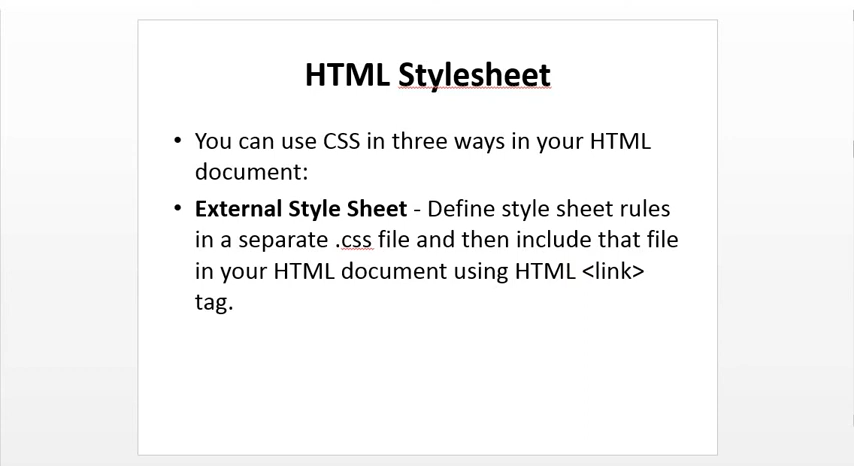 HTML Stylesheet
• You can use CSS in three ways in your HTML
document:
• External Style Sheet - Define style sheet rules
in a separate .css file and then include that file
in your HTML document using HTML <link>
tag.